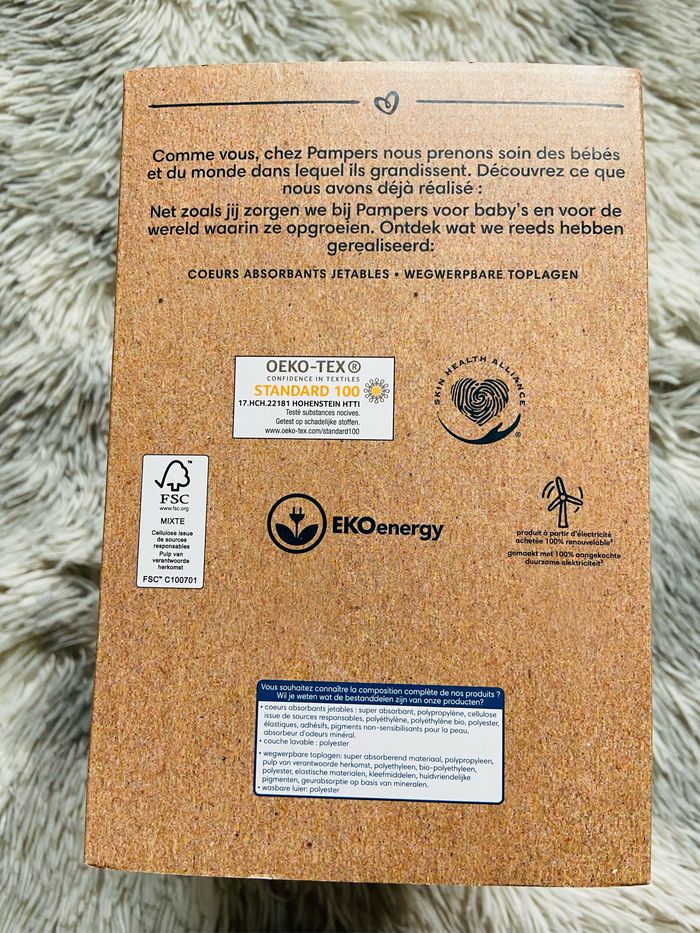 Comme vous, chez Pampers nous prenons soin des bébés
et du monde dans lequel ils grandissent. Découvrez ce que
nous avons déjà réalisé :
Net zoals jij zorgen we bij Pampers voor baby's en voor de
wereld waarin ze opgroeien. Ontdek wat we reeds hebben
gerealiseerd:
COEURS ABSORBANTS JETABLES • WEGWERPBARE TOPLAGEN
OEKO-TEX®
CONFIDENCE IN TEXTILES
STANDARD 100
17.HCH.22181 HOHENSTEIN HTTI
Testé substances nocives.
Getest op schadelijke stoffen.
www.oeko-tex.com/standard100
SKIN HEALTH ALLIANCE
®
FSC
www.fsc.org
MIXTE
Cellulose issue
de sources
responsables
Pulp van
verantwoorde
herkomst
FSC™ C100701
EKOenergy
produit à partir d'électricité
achetée 100% renouvelable‡
gemaakt met 100% aangekochte
duurzame elektriciteit‡
Vous souhaitez connaître la composition complète de nos produits ?
Wil je weten wat de bestanddelen zijn van onze producten?
• coeurs absorbants jetables : super absorbant, polypropylène, cellulose
issue de sources responsables, polyéthylène, polyéthylène bio, polyester,
élastiques, adhésifs, pigments non-sensibilisants pour la peau,
absorbeur d'odeurs minéral.
• couche lavable : polyester
• wegwerpbare toplagen: super absorberend materiaal, polypropyleen,
pulp van verantwoorde herkomst, polyethyleen, bio-polyethyleen,
polyester, elastische materialen, kleefmiddelen, huidvriendelijke
pigmenten, geurabsorptie op basis van mineralen.
• wasbare luier: polyester